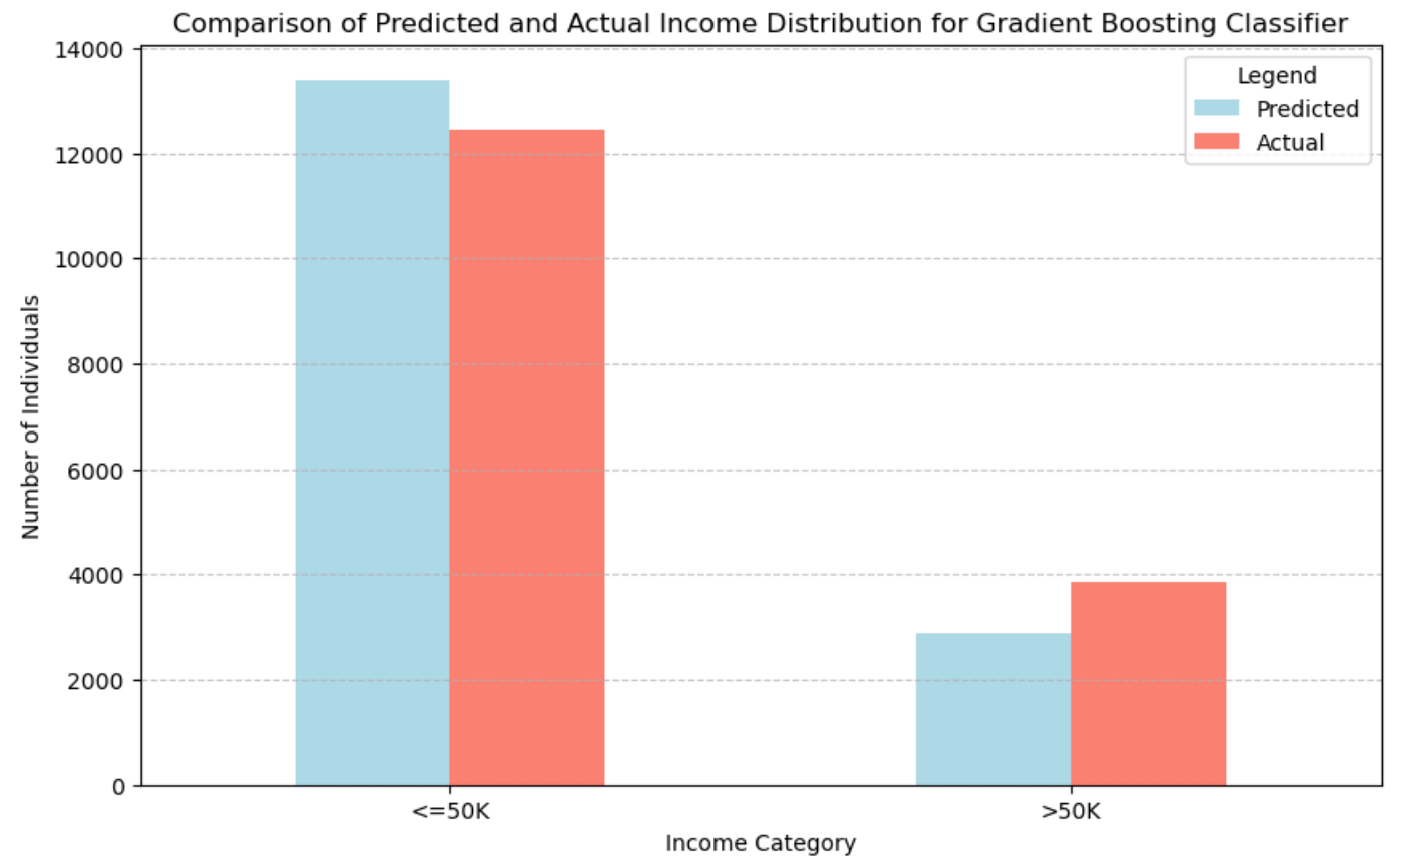 Comparison of Predicted and Actual Income Distribution for Gradient Boosting Classifier
Legend
Predicted
Actual
14000
12000
10000
8000
6000
4000
2000
0
Number of Individuals
<=50K
>50K
Income Category